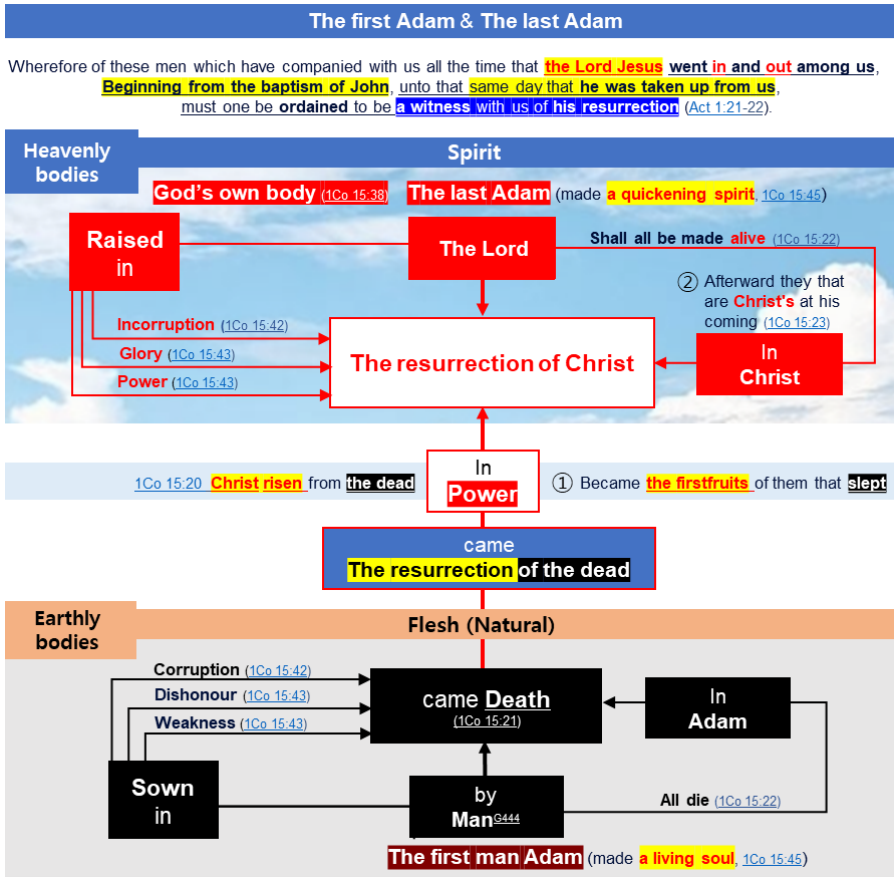 The first Adam & The last Adam
Wherefore of these men which have companied with us all the time that the Lord Jesus went in and out among us,
Beginning from the baptism of John, unto that same day that he was taken up from us,
must one be ordained to be a witness with us of his resurrection (Act 1:21-22).
Heavenly
bodies
Spirit
God's own body (1Co 15:38)
The last Adam (made a quickening spirit, 1Co 15:45)
Raised
in
The Lord
Shall all be made alive (1Co 15:22)
② Afterward they that
are Christ's at his
coming (1Co 15:23)
Incorruption (1Co 15:42)
Glory (1Co 15:43)
Power (1Co 15:43)
The resurrection of Christ
In
Christ
1Co 15:20 Christ risen from the dead
In
Power
① Became the firstfruits of them that slept
came
The resurrection of the dead
Earthly
bodies
Flesh (Natural)
Corruption (1Co 15:42)
Dishonour (1Co 15:43)
Weakness (1Co 15:43)
came Death
(1Co 15:21)
In
Adam
Sown
in
by
Man G444
All die (1Co 15:22)
The first man Adam (made a living soul, 1Co 15:45)